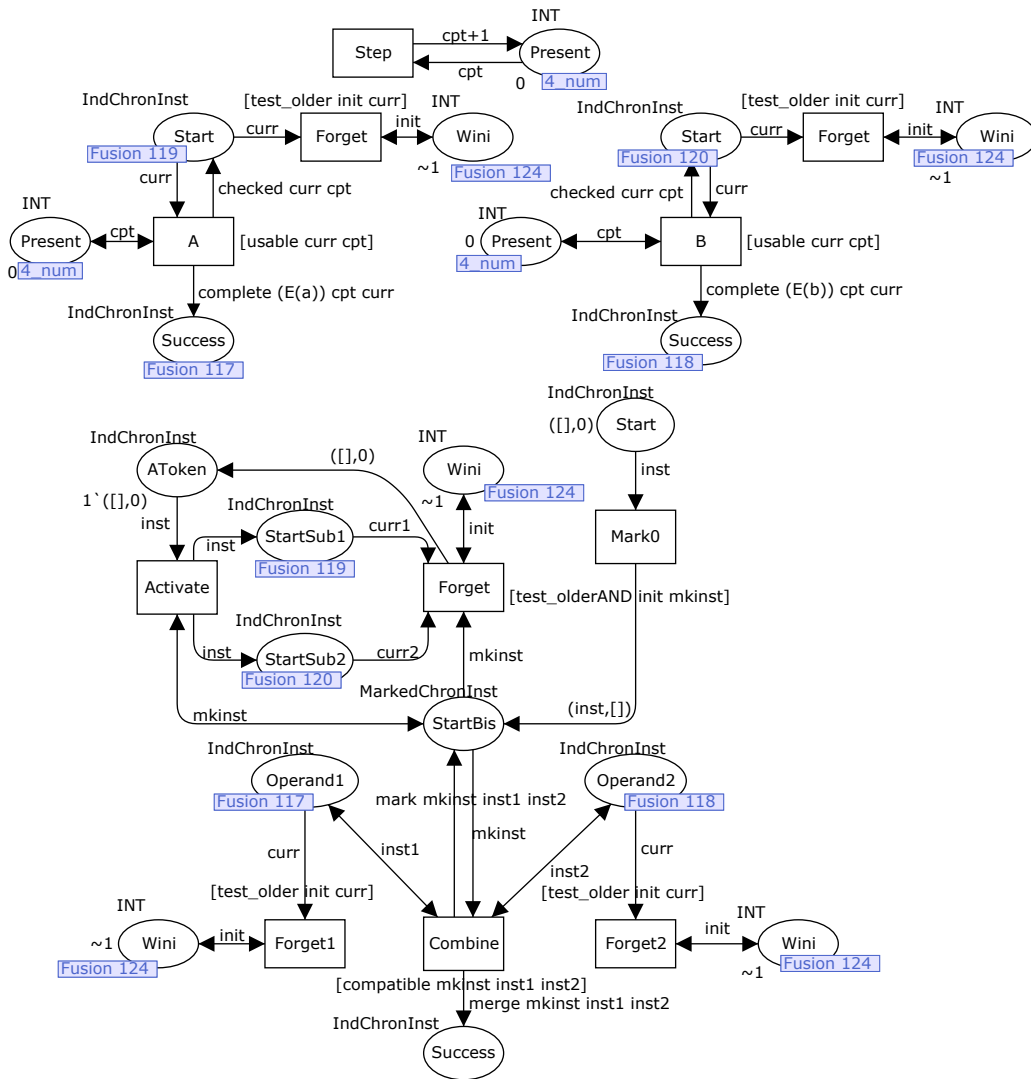 INT
cpt+1
Step
Present
cpt
0
4_num
IndChronInst
[test_older init curr]
INT
Start
curr
Forget
init
Wini
Fusion 119
~1
Fusion 124
curr
checked curr cpt
INT
Present
cpt
A
[usable curr cpt]
0
4_num
complete (E(a)) cpt curr
IndChronInst
Success
Fusion 117
IndChronInst
[test_older init curr]
INT
Start
curr
Forget
init
Wini
Fusion 120
Fusion 124
~1
checked curr cpt
curr
INT
0
Present
cpt
B
[usable curr cpt]
4_num
complete (E(b)) cpt curr
IndChronInst
Success
Fusion 118
IndChronInst
([],0)
Start
inst
Mark0
(inst,[])
IndChronInst
AToken
([],0)
1`([],0)
inst
INT
Wini
~1
Fusion 124
init
IndChronInst
StartSub1
curr1
inst
Fusion 119
Activate
Forget
[test_olderAND init mkinst]
IndChronInst
inst
StartSub2
curr2
Fusion 120
mkinst
MarkedChronInst
mkinst
StartBis
IndChronInst
Operand1
Fusion 117
mark mkinst inst1 inst2
mkinst
IndChronInst
Operand2
Fusion 118
curr
inst1
inst2
curr
[test_older init curr]
[test_older init curr]
INT
~1
Wini
init
Forget1
Fusion 124
Combine
Forget2
init
INT
Wini
Fusion 124
~1
[compatible mkinst inst1 inst2]
merge mkinst inst1 inst2
IndChronInst
Success